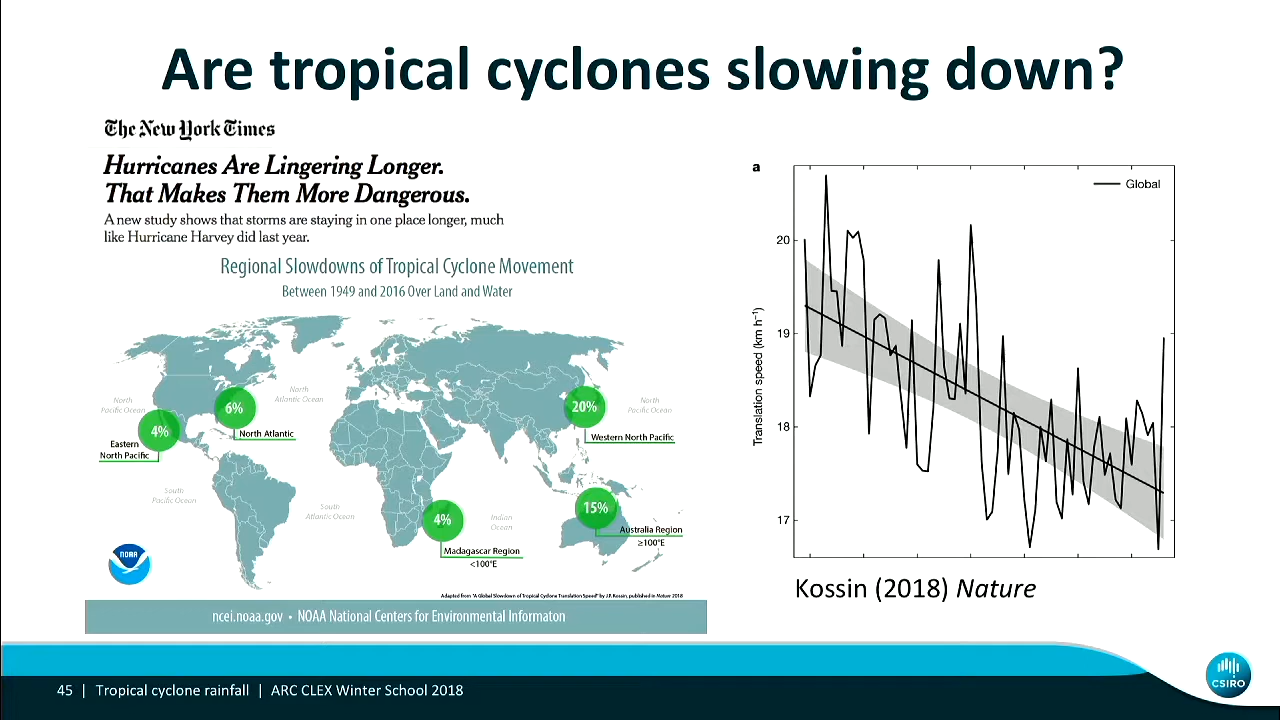 Are tropical cyclones slowing down?
The New York Times
Hurricanes Are Lingering Longer.
That Makes Them More Dangerous.
A new study shows that storms are staying in one place longer, much
like Hurricane Harvey did last year.
Regional Slowdowns of Tropical Cyclone Movement
Between 1949 and 2016 Over Land and Water
North
Pacific Ocean
North
Atlantic Ocean
North
Pacific Ocean
4%
Eastern
North Pacific
6%
North Atlantic
20%
Western North Pacific
South
Pacific Ocean
South
Atlantic Ocean
Indian
Ocean
4%
Madagascar Region
<100°E
15%
Australia Region
≥100°E
NOAA
Adapted from "A Global Slowdown of Tropical Cyclone Translation Speed" by J.P. Kossin, published in Nature 2018
ncei.noaa.gov • NOAA National Centers for Environmental Informaton
a
Global
Translation speed (km h⁻¹)
20
19
18
17
Kossin (2018) Nature
45 | Tropical cyclone rainfall | ARC CLEX Winter School 2018
CSIRO